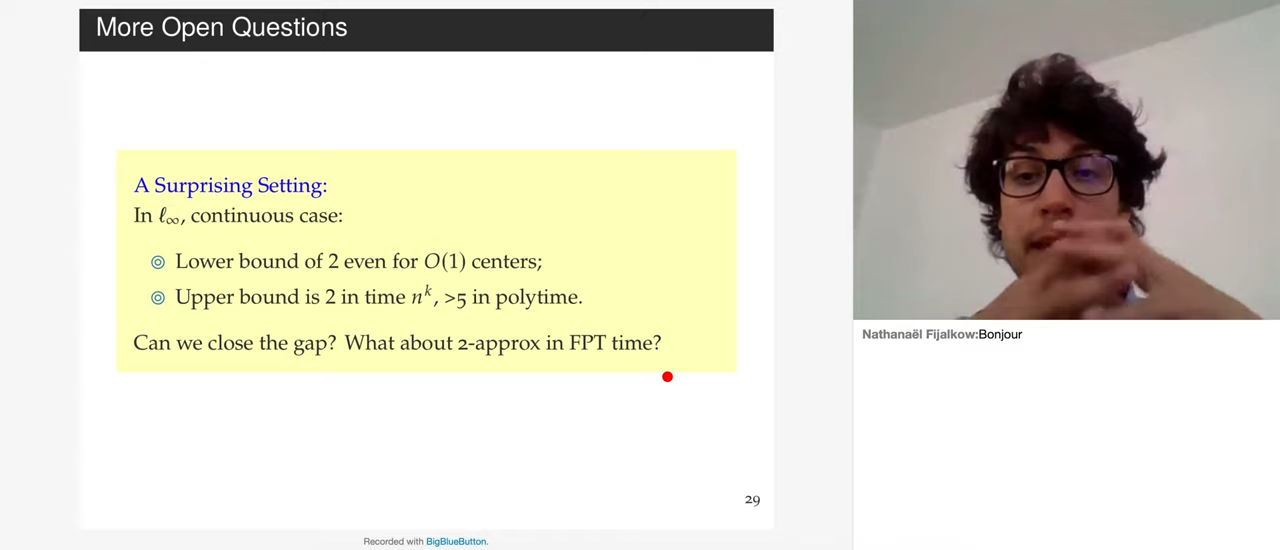 More Open Questions
A Surprising Setting:
In ℓ∞, continuous case:
◎ Lower bound of 2 even for O(1) centers;
◎ Upper bound is 2 in time n^k, >5 in polytime.
Can we close the gap? What about 2-approx in FPT time?
29
Recorded with BigBlueButton.
Nathanaël Fijalkow:Bonjour